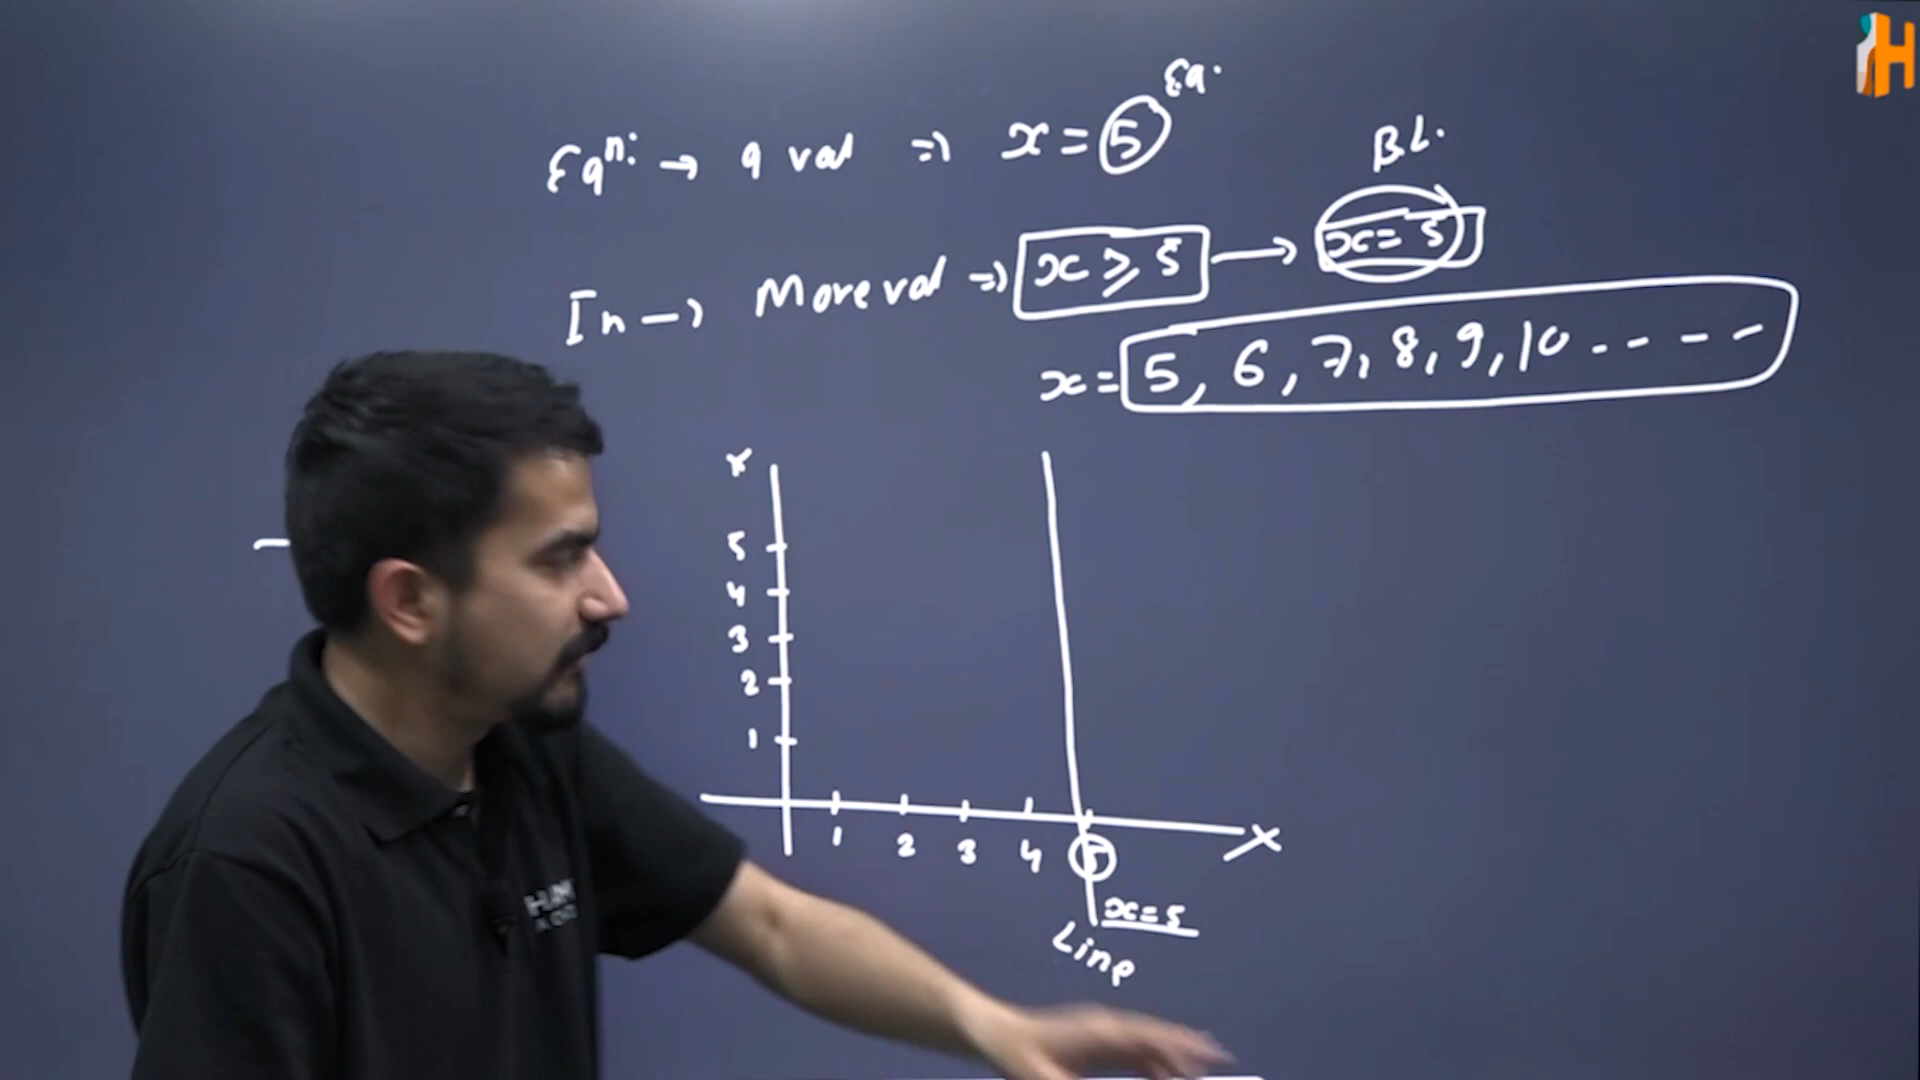 Eq.
Eqⁿ: → 9 val ⇒ x = 5
B L.
In → More val ⇒ x ≥ 5 → x = 5
x = 5, 6, 7, 8, 9, 10 - - - -
Y
5
4
3
2
1
1 2 3 4 5 X
x = 5
Line
H